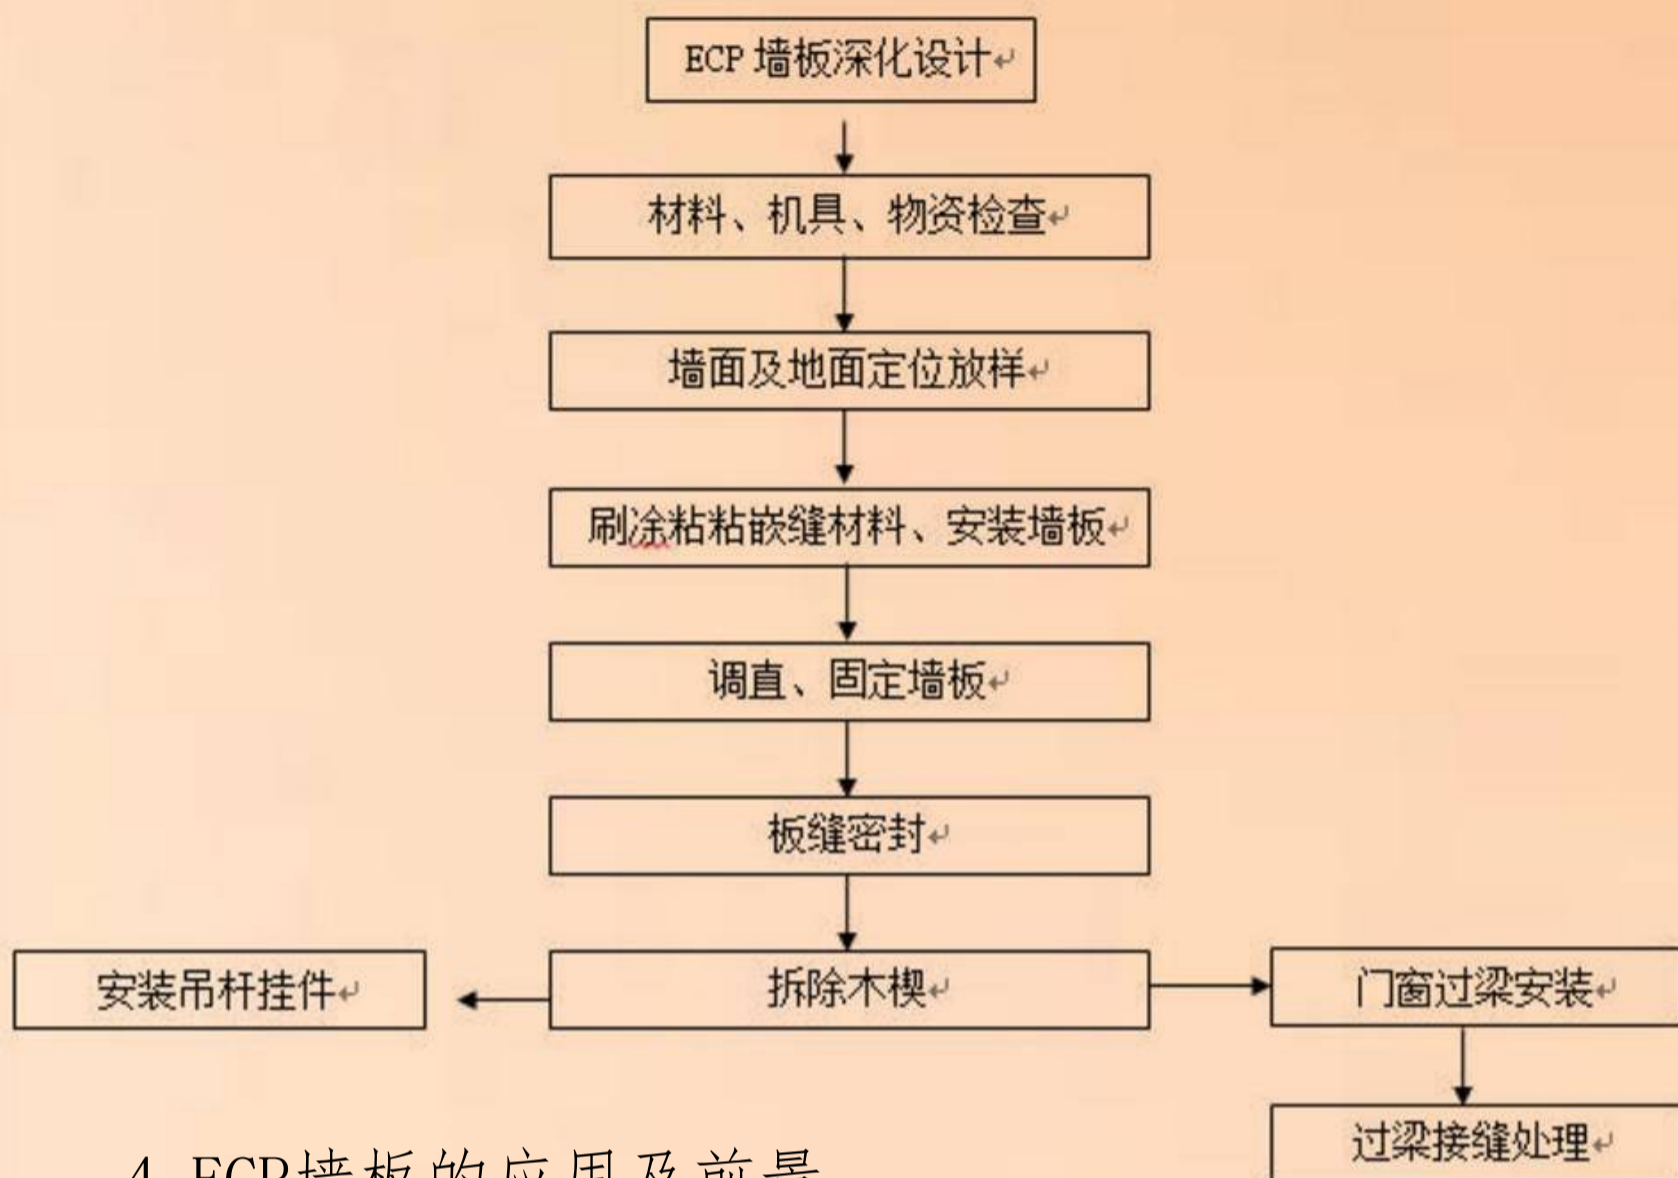 ECP 墙板深化设计
材料、机具、物资检查
墙面及地面定位放样
刷涂粘粘嵌缝材料、安装墙板
调直、固定墙板
板缝密封
安装吊杆挂件
拆除木楔
门窗过梁安装
过梁接缝处理
4 ECP墙板的应用及前景